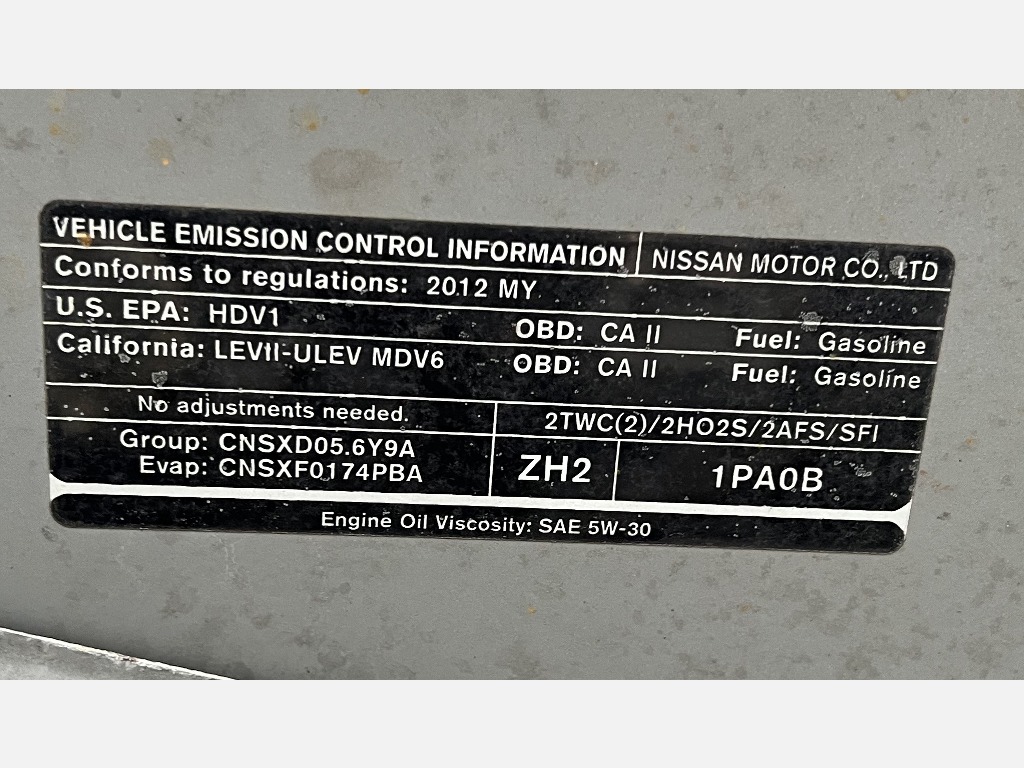 VEHICLE EMISSION CONTROL INFORMATION NISSAN MOTOR CO., LTD
Conforms to regulations: 2012 MY
U.S. EPA: HDV1 OBD: CA II Fuel: Gasoline
California: LEVII-ULEV MDV6 OBD: CA II Fuel: Gasoline
No adjustments needed. 2TWC(2)/2HO2S/2AFS/SFI
Group: CNSXD05.6Y9A
Evap: CNSXF0174PBA ZH2 1PA0B
Engine Oil Viscosity: SAE 5W-30